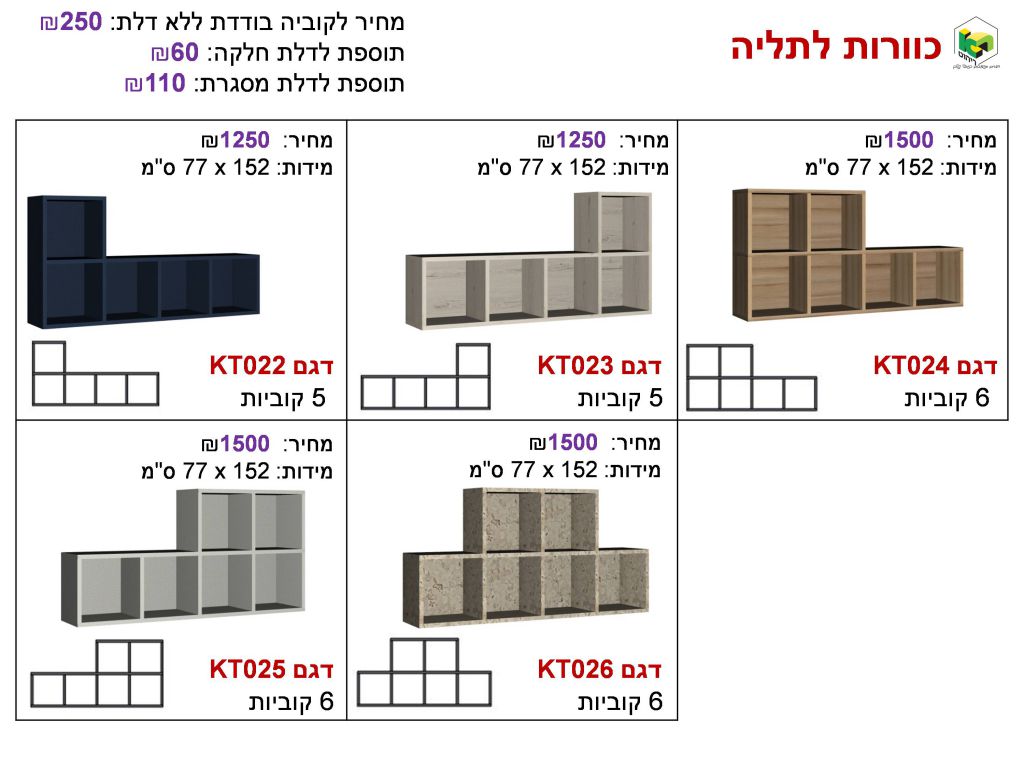 כוורות לתליה
מחיר לקוביה בודדת ללא דלת: 250₪
תוספת לדלת חלקה: 60₪
תוספת לדלת מסגרת: 110₪
מחיר: 1500₪
מידות: 152 x 77 ס"מ
דגם KT024
6 קוביות
מחיר: 1250₪
מידות: 152 x 77 ס"מ
דגם KT023
5 קוביות
מחיר: 1250₪
מידות: 152 x 77 ס"מ
דגם KT022
5 קוביות
מחיר: 1500₪
מידות: 152 x 77 ס"מ
דגם KT026
6 קוביות
מחיר: 1500₪
מידות: 152 x 77 ס"מ
דגם KT025
6 קוביות